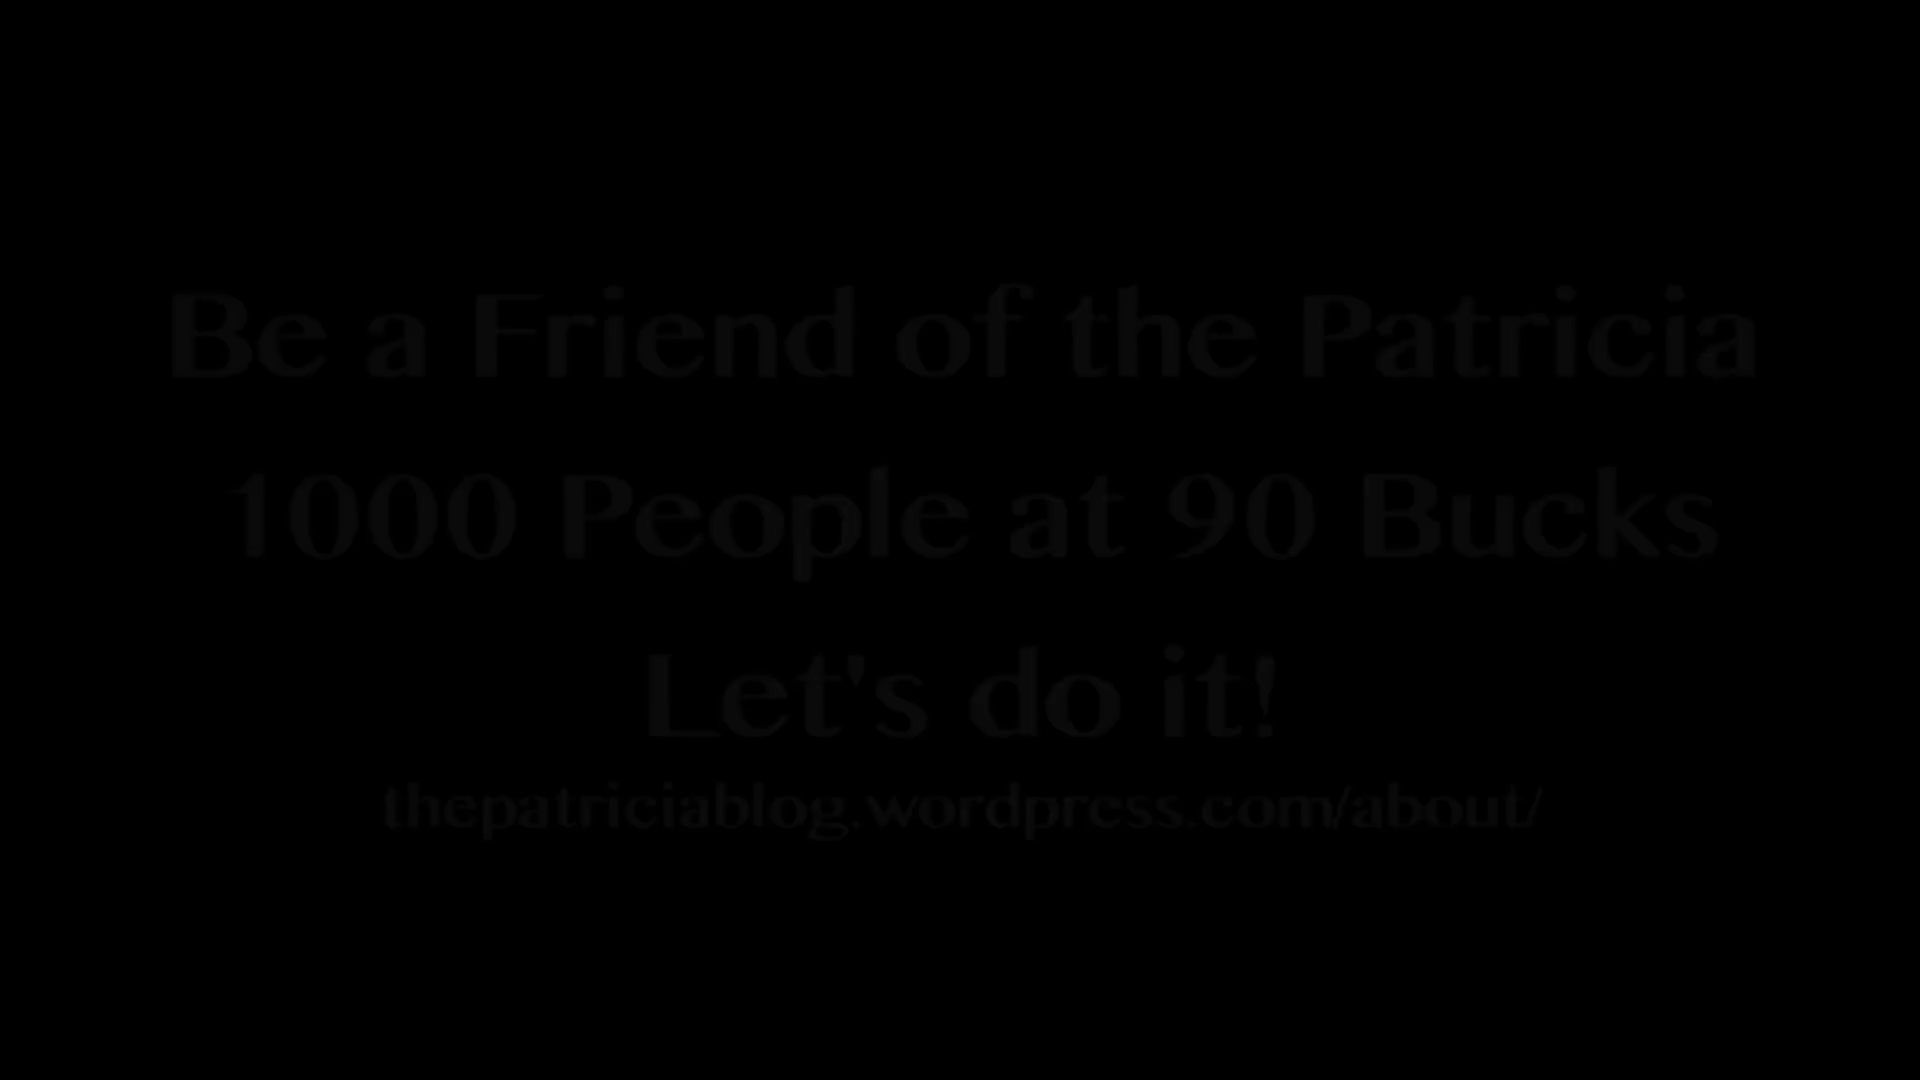 Be a Friend of the Patricia
1000 People at 90 Bucks
Let's do it!
thepatriciablog.wordpress.com/about/